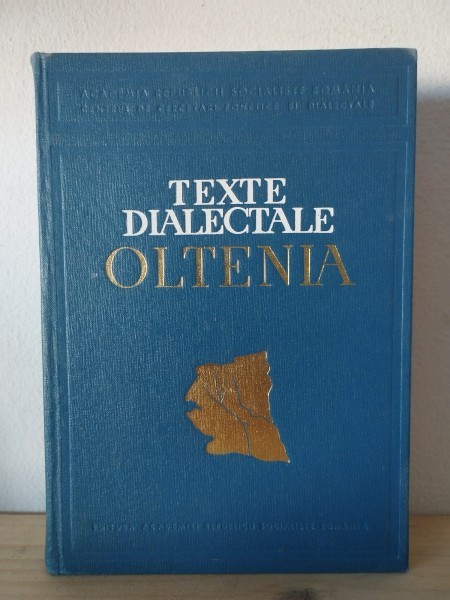 ACADEMIA REPUBLICII SOCIALISTE ROMÂNIA
CENTRUL DE CERCETĂRI FONETICE ȘI DIALECTALE
TEXTE
DIALECTALE
OLTENIA
EDITURA ACADEMIEI REPUBLICII SOCIALISTE ROMÂNIA